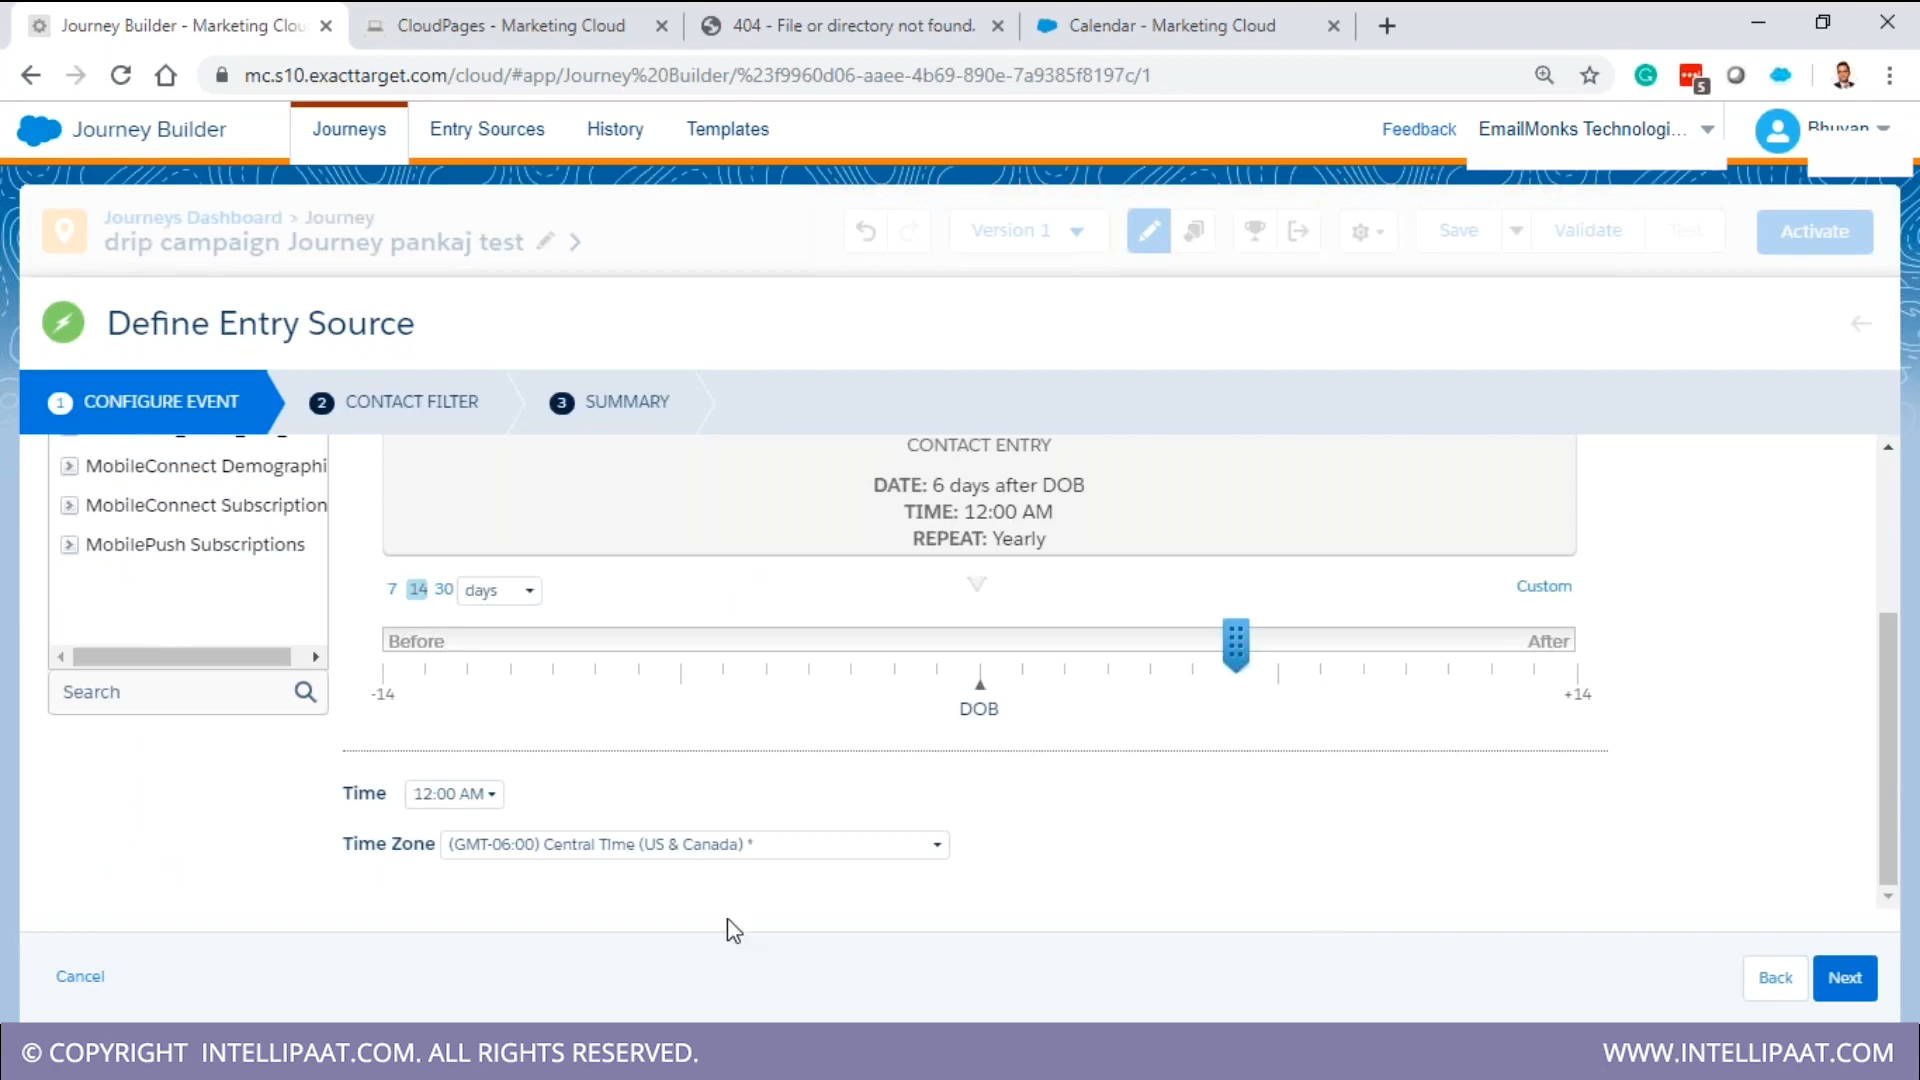 Journey Builder - Marketing Clou
CloudPages - Marketing Cloud
404 - File or directory not found.
Calendar - Marketing Cloud
mc.s10.exacttarget.com/cloud/#app/Journey%20Builder/%23f9960d06-aaee-4b69-890e-7a9385f8197c/1
S
Journey Builder
Journeys
Entry Sources
History
Templates
Feedback
EmailMonks Technologi...
Bhuvan
Journeys Dashboard > Journey
drip campaign Journey pankaj test
Version 1
Save
Validate
Test
Activate
Define Entry Source
1 CONFIGURE EVENT
2 CONTACT FILTER
3 SUMMARY
MobileConnect Demographi
MobileConnect Subscription
MobilePush Subscriptions
Search
CONTACT ENTRY
DATE: 6 days after DOB
TIME: 12:00 AM
REPEAT: Yearly
7 14 30 days
Custom
Before
After
-14
+14
DOB
Time 12:00 AM
Time Zone (GMT-06:00) Central Time (US & Canada) *
Cancel
Back
Next
© COPYRIGHT INTELLIPAAT.COM. ALL RIGHTS RESERVED.
WWW.INTELLIPAAT.COM